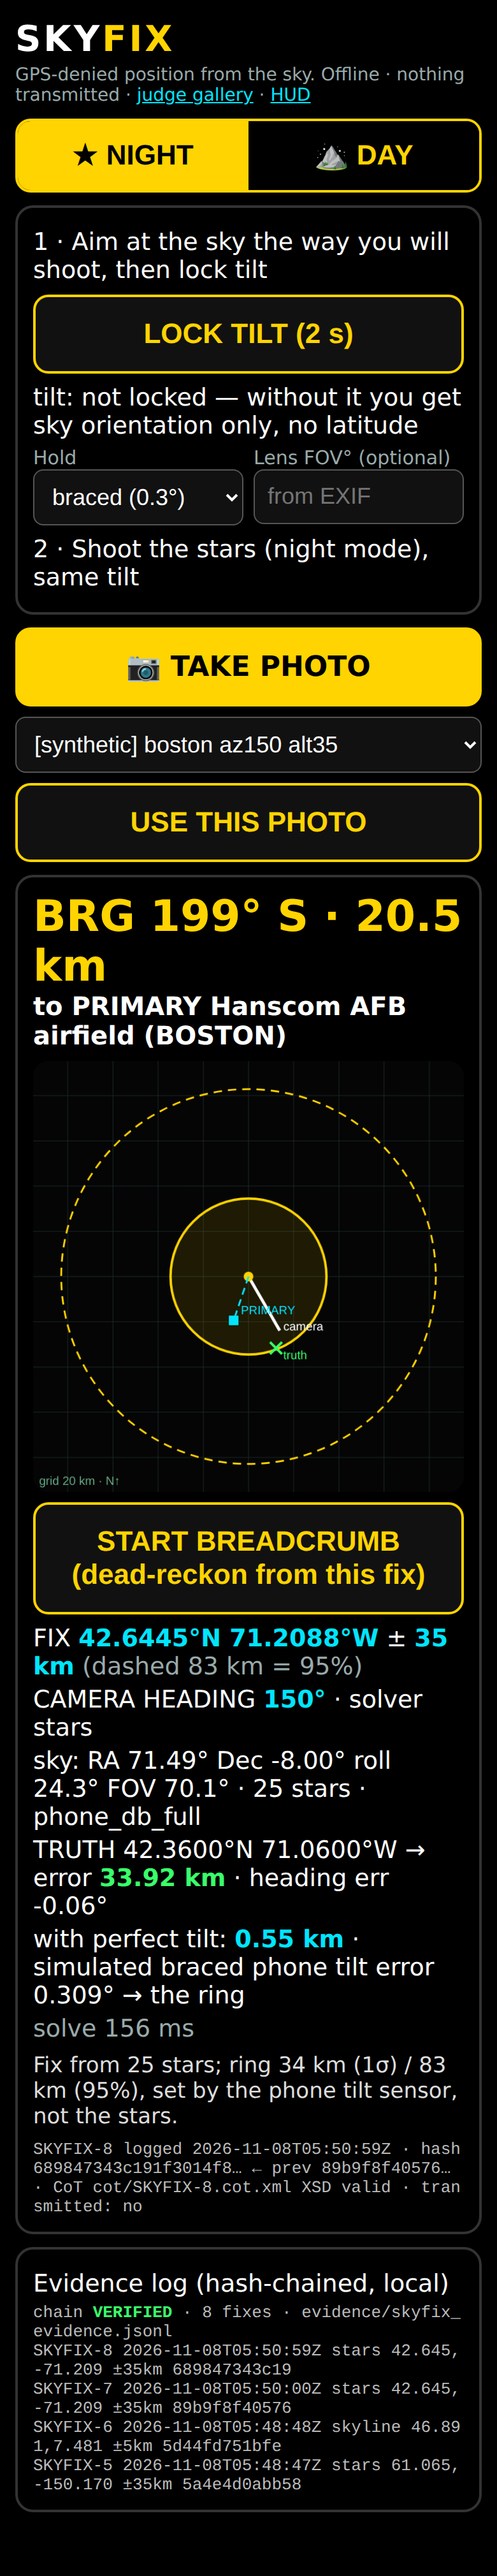 SKYFIX
GPS-denied position from the sky. Offline · nothing
transmitted · judge gallery · HUD
★ NIGHT
DAY
1 · Aim at the sky the way you will
shoot, then lock tilt
LOCK TILT (2 s)
tilt: not locked — without it you get
sky orientation only, no latitude
Hold
Lens FOV° (optional)
braced (0.3°)
from EXIF
2 · Shoot the stars (night mode),
same tilt
TAKE PHOTO
[synthetic] boston az150 alt35
USE THIS PHOTO
BRG 199° S · 20.5
km
to PRIMARY Hanscom AFB
airfield (BOSTON)
PRIMARY
camera
truth
grid 20 km · N↑
START BREADCRUMB
(dead-reckon from this fix)
FIX 42.6445°N 71.2088°W ± 35
km (dashed 83 km = 95%)
CAMERA HEADING 150° · solver
stars
sky: RA 71.49° Dec -8.00° roll
24.3° FOV 70.1° · 25 stars ·
phone_db_full
TRUTH 42.3600°N 71.0600°W →
error 33.92 km · heading err
-0.06°
with perfect tilt: 0.55 km ·
simulated braced phone tilt error
0.309° → the ring
solve 156 ms
Fix from 25 stars; ring 34 km (1σ) / 83
km (95%), set by the phone tilt sensor,
not the stars.
SKYFIX-8 logged 2026-11-08T05:50:59Z · hash
689847343c191f3014f8… ← prev 89b9f8f40576…
· CoT cot/SKYFIX-8.cot.xml XSD valid · tran
smitted: no
Evidence log (hash-chained, local)
chain VERIFIED · 8 fixes · evidence/skyfix_
evidence.jsonl
SKYFIX-8 2026-11-08T05:50:59Z stars 42.645,
-71.209 ±35km 689847343c19
SKYFIX-7 2026-11-08T05:50:00Z stars 42.645,
-71.209 ±35km 89b9f8f40576
SKYFIX-6 2026-11-08T05:48:48Z skyline 46.89
1,7.481 ±5km 5d44fd751bfe
SKYFIX-5 2026-11-08T05:48:47Z stars 61.065,
-150.170 ±35km 5a4e4d0abb58